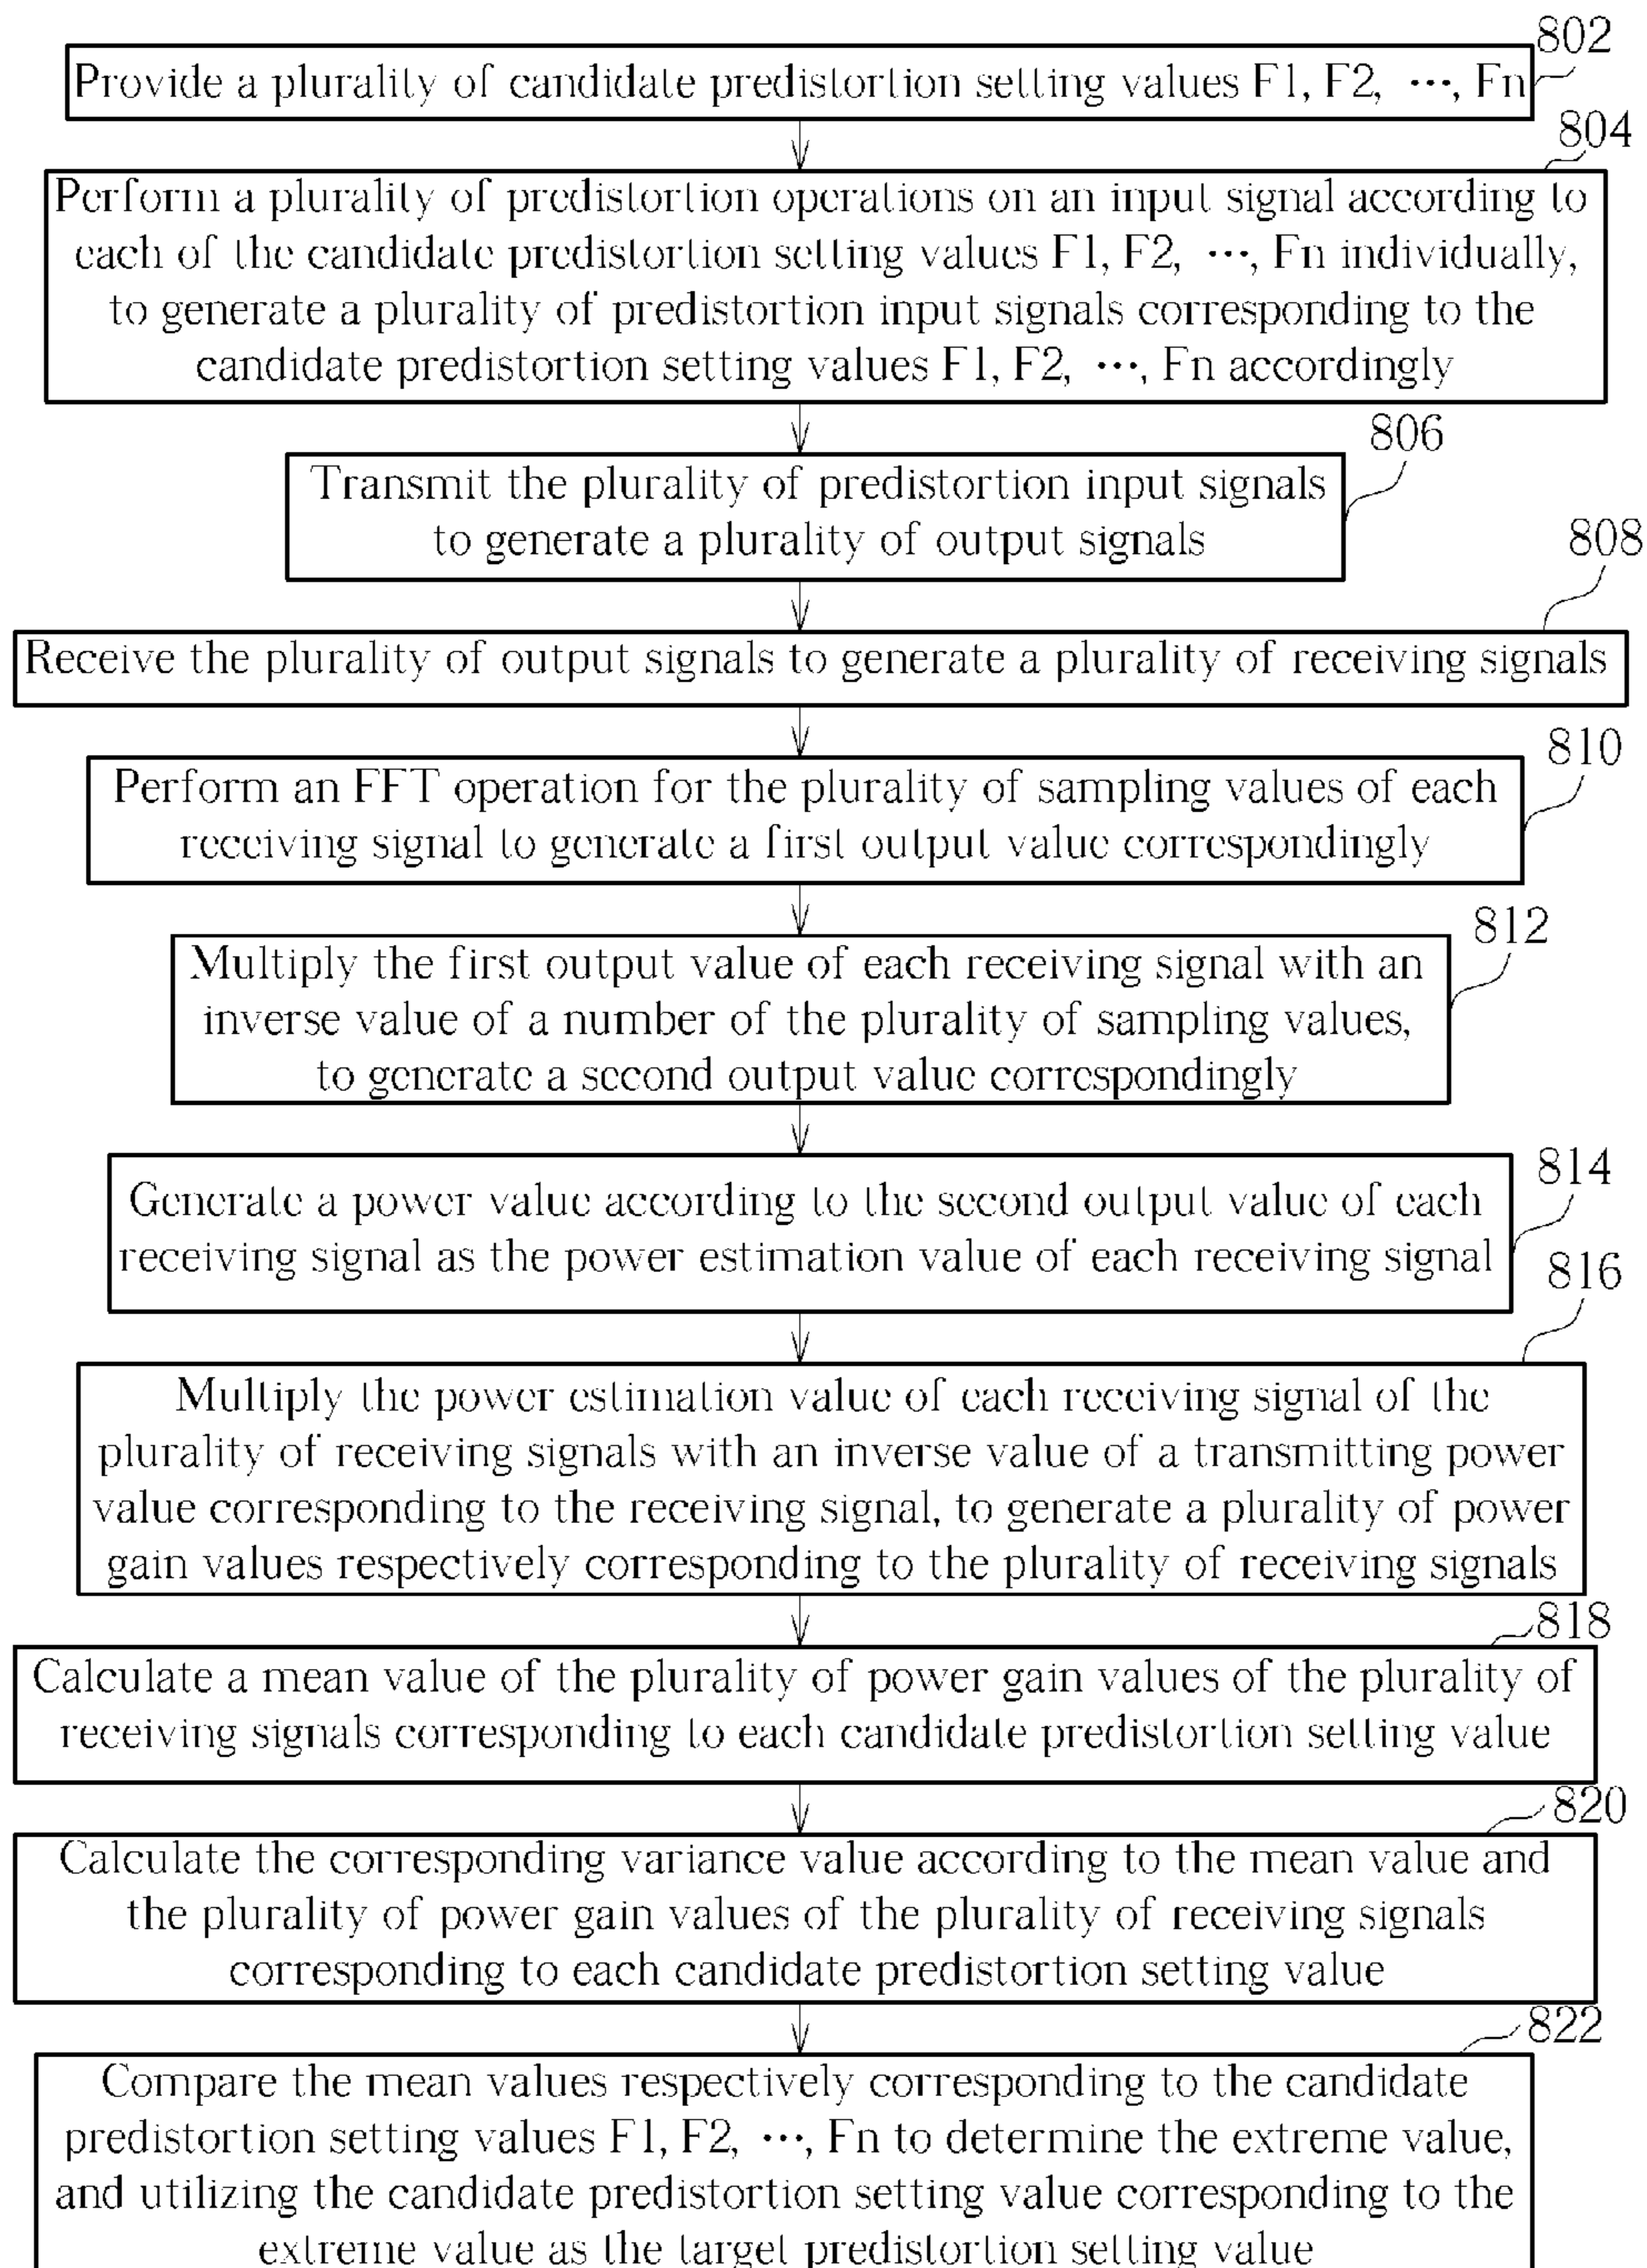 802
Provide a plurality of candidate predistortion setting values F1, F2, ···, Fn
804
Perform a plurality of predistortion operations on an input signal according to
each of the candidate predistortion setting values F1, F2, ···, Fn individually,
to generate a plurality of predistortion input signals corresponding to the
candidate predistortion setting values F1, F2, ···, Fn accordingly
806
Transmit the plurality of predistortion input signals
to generate a plurality of output signals
808
Receive the plurality of output signals to generate a plurality of receiving signals
810
Perform an FFT operation for the plurality of sampling values of each
receiving signal to generate a first output value correspondingly
812
Multiply the first output value of each receiving signal with an
inverse value of a number of the plurality of sampling values,
to generate a second output value correspondingly
814
Generate a power value according to the second output value of each
receiving signal as the power estimation value of each receiving signal
816
Multiply the power estimation value of each receiving signal of the
plurality of receiving signals with an inverse value of a transmitting power
value corresponding to the receiving signal, to generate a plurality of power
gain values respectively corresponding to the plurality of receiving signals
818
Calculate a mean value of the plurality of power gain values of the plurality of
receiving signals corresponding to each candidate predistortion setting value
820
Calculate the corresponding variance value according to the mean value and
the plurality of power gain values of the plurality of receiving signals
corresponding to each candidate predistortion setting value
822
Compare the mean values respectively corresponding to the candidate
predistortion setting values F1, F2, ···, Fn to determine the extreme value,
and utilizing the candidate predistortion setting value corresponding to the
extreme value as the target predistortion setting value